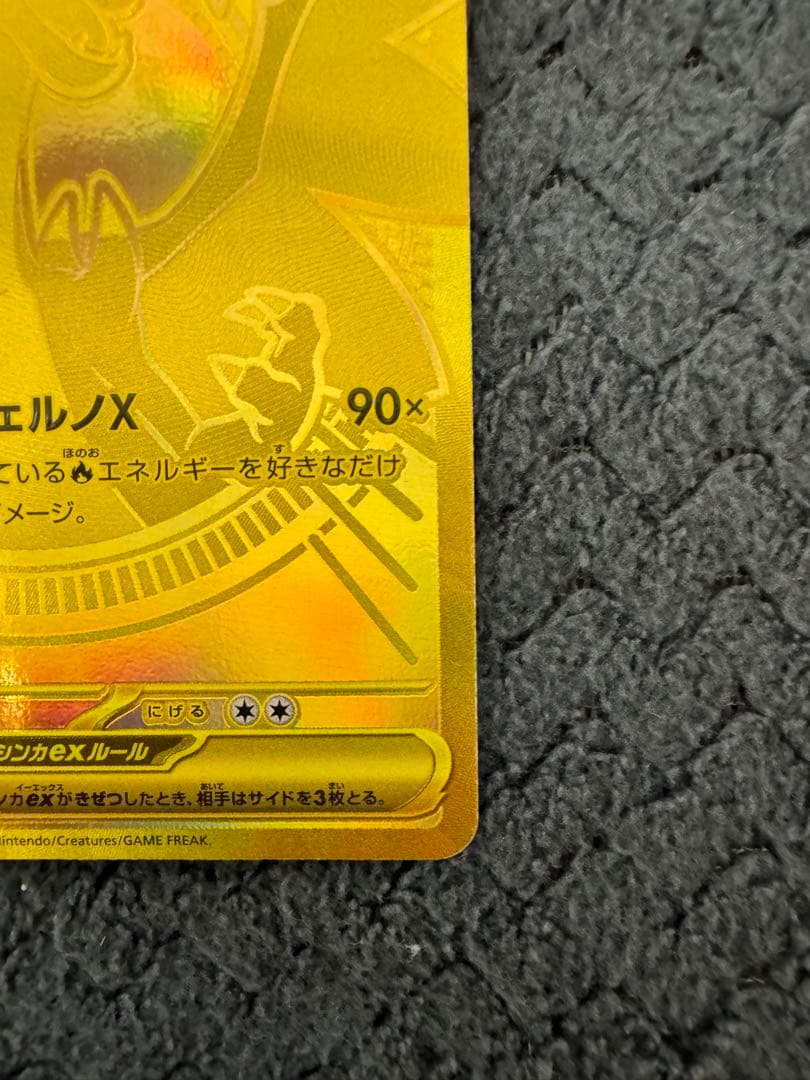 ェルノX 90×
ている エネルギーを好きなだけ
ほのお す
メージ。
にげる
シンカexルール
イーエックス あいて まい
ンカexがきぜつしたとき、相手はサイドを3枚とる。
intendo/Creatures/GAME FREAK.